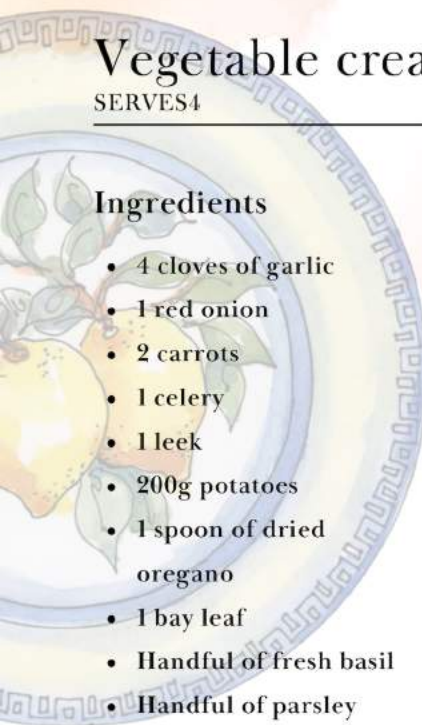 Vegetable crea
SERVES4
Ingredients
• 4 cloves of garlic
• 1 red onion
• 2 carrots
• 1 celery
• 1 leek
• 200g potatoes
• 1 spoon of dried
oregano
• 1 bay leaf
• Handful of fresh basil
• Handful of parsley